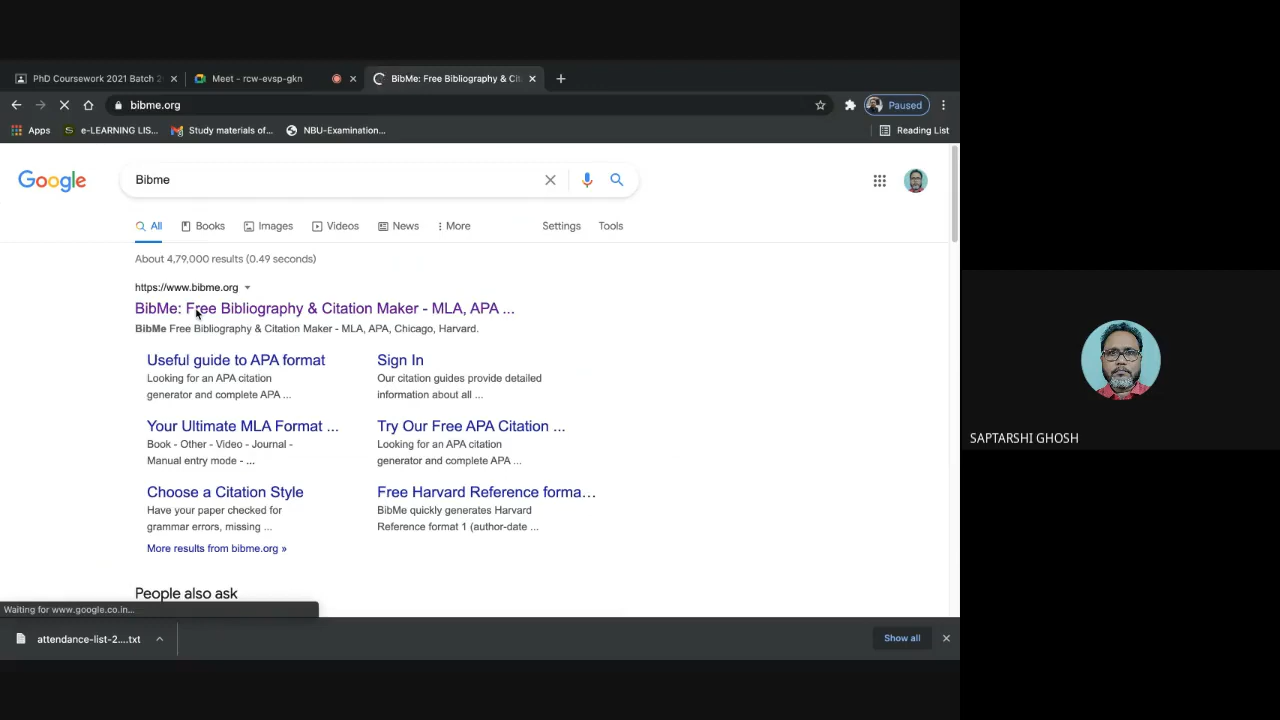 PhD Coursework 2021 Batch 2
Meet - rcw-evsp-gkn
BibMe: Free Bibliography & Cit
bibme.org
Paused
Apps
e-LEARNING LIS...
Study materials of...
NBU-Examination...
Reading List
Google
Bibme
All
Books
Images
Videos
News
More
Settings
Tools
About 4,79,000 results (0.49 seconds)
https://www.bibme.org
BibMe: Free Bibliography & Citation Maker - MLA, APA ...
BibMe Free Bibliography & Citation Maker - MLA, APA, Chicago, Harvard.
Useful guide to APA format
Looking for an APA citation
generator and complete APA ...
Sign In
Our citation guides provide detailed
information about all ...
Your Ultimate MLA Format ...
Book - Other - Video - Journal -
Manual entry mode - ...
Try Our Free APA Citation ...
Looking for an APA citation
generator and complete APA ...
Choose a Citation Style
Have your paper checked for
grammar errors, missing ...
Free Harvard Reference forma...
BibMe quickly generates Harvard
Reference format 1 (author-date ...
More results from bibme.org »
People also ask
Waiting for www.google.co.in...
attendance-list-2....txt
Show all
SAPTARSHI GHOSH